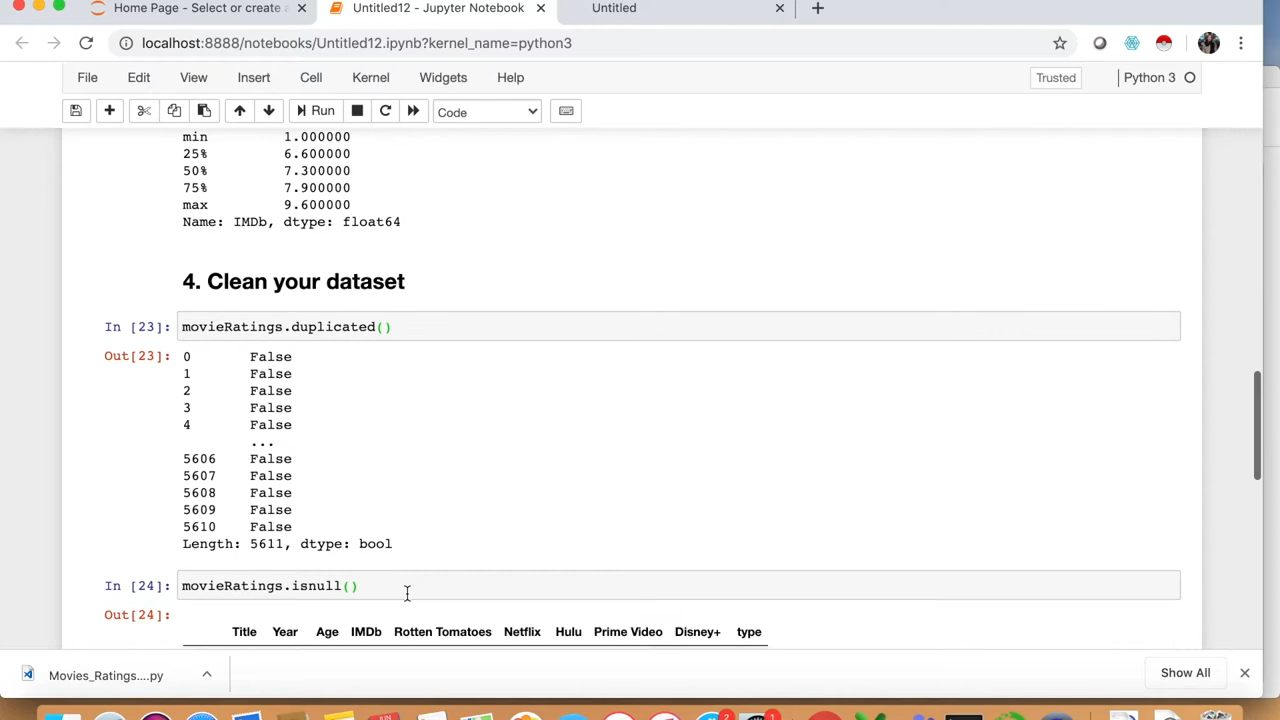 Home Page - Select or create a
Untitled12 - Jupyter Notebook
Untitled
localhost:8888/notebooks/Untitled12.ipynb?kernel_name=python3
File Edit View Insert Cell Kernel Widgets Help
Trusted
Python 3
Run
Code
min 1.000000
25% 6.600000
50% 7.300000
75% 7.900000
max 9.600000
Name: IMDb, dtype: float64
4. Clean your dataset
In [23]: movieRatings.duplicated()
Out[23]: 0 False
1 False
2 False
3 False
4 False
...
5606 False
5607 False
5608 False
5609 False
5610 False
Length: 5611, dtype: bool
In [24]: movieRatings.isnull()
Out[24]:
Title Year Age IMDb Rotten Tomatoes Netflix Hulu Prime Video Disney+ type
Movies_Ratings....py
Show All
JUN
2
1